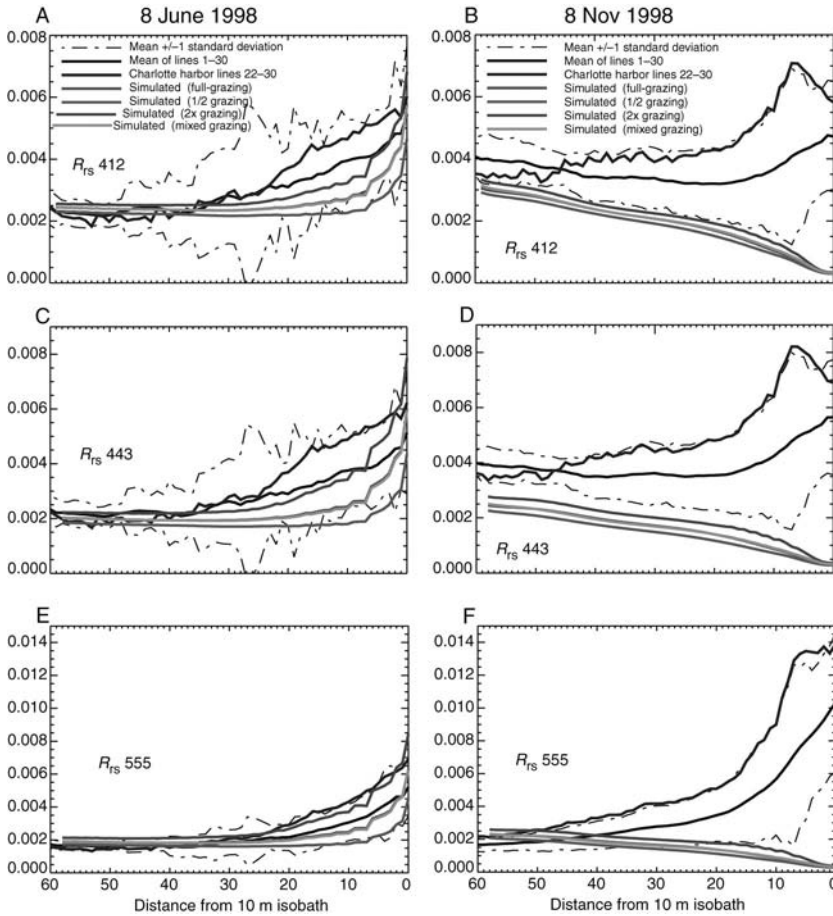 A 8 June 1998
0.008
0.006
0.004
0.002
0.000
Mean +/−1 standard deviation
Mean of lines 1–30
Charlotte harbor lines 22–30
Simulated (full-grazing)
Simulated (1/2 grazing)
Simulated (2x grazing)
Simulated (mixed grazing)
Rrs 412
B 8 Nov 1998
0.008
0.006
0.004
0.002
0.000
Mean +/−1 standard deviation
Mean of lines 1–30
Charlotte harbor lines 22–30
Simulated (full-grazing)
Simulated (1/2 grazing)
Simulated (2x grazing)
Simulated (mixed grazing)
Rrs 412
C
0.008
0.006
0.004
0.002
0.000
Rrs 443
D
0.008
0.006
0.004
0.002
0.000
Rrs 443
E
0.014
0.012
0.010
0.008
0.006
0.004
0.002
0.000
Rrs 555
60 50 40 30 20 10 0
Distance from 10 m isobath
F
0.014
0.012
0.010
0.008
0.006
0.004
0.002
0.000
Rrs 555
60 50 40 30 20 10 0
Distance from 10 m isobath